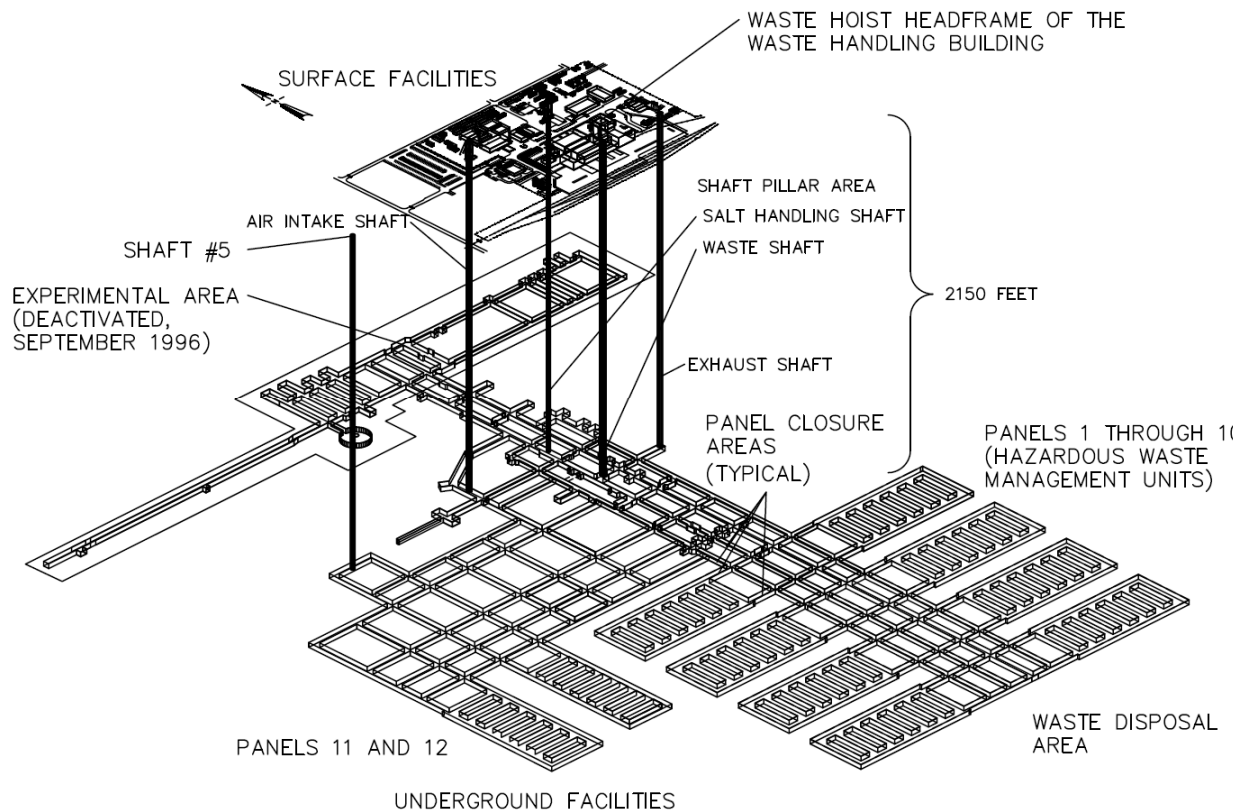 WASTE HOIST HEADFRAME OF THE
WASTE HANDLING BUILDING
SURFACE FACILITIES
SHAFT PILLAR AREA
AIR INTAKE SHAFT
SALT HANDLING SHAFT
SHAFT #5
WASTE SHAFT
EXPERIMENTAL AREA
(DEACTIVATED,
SEPTEMBER 1996)
2150 FEET
EXHAUST SHAFT
PANEL CLOSURE
AREAS
(TYPICAL)
PANELS 1 THROUGH 10
(HAZARDOUS WASTE
MANAGEMENT UNITS)
WASTE DISPOSAL
AREA
PANELS 11 AND 12
UNDERGROUND FACILITIES